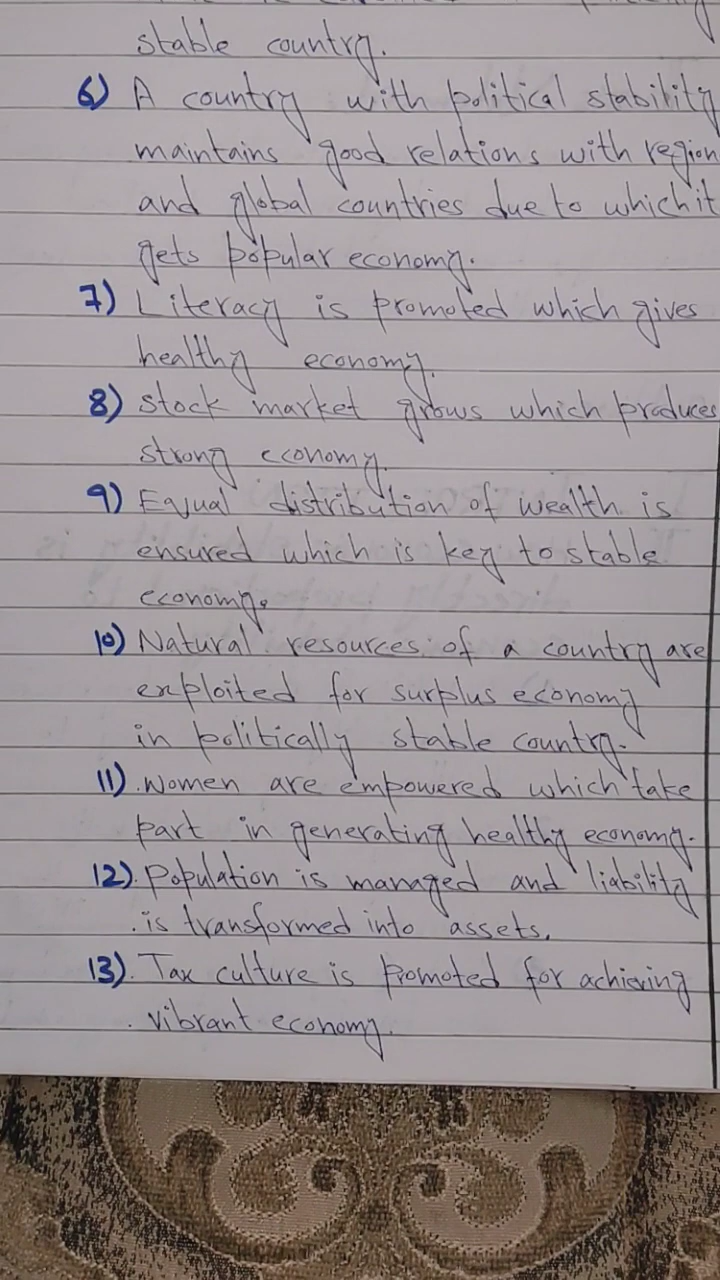 stable country.
6) A country with political stability
maintains good relations with region
and global countries due to which it
gets popular economy.
7) Literacy is promoted which gives
healthy economy.
8) stock market grows which produces
strong economy.
9) Equal distribution of wealth is
ensured which is key to stable
economy.
10) Natural resources of a country are
exploited for surplus economy
in politically stable country.
11) Women are empowered which take
part in generating healthy economy.
12). Population is managed and liability
is transformed into assets.
13). Tax culture is promoted for achieving
vibrant economy.